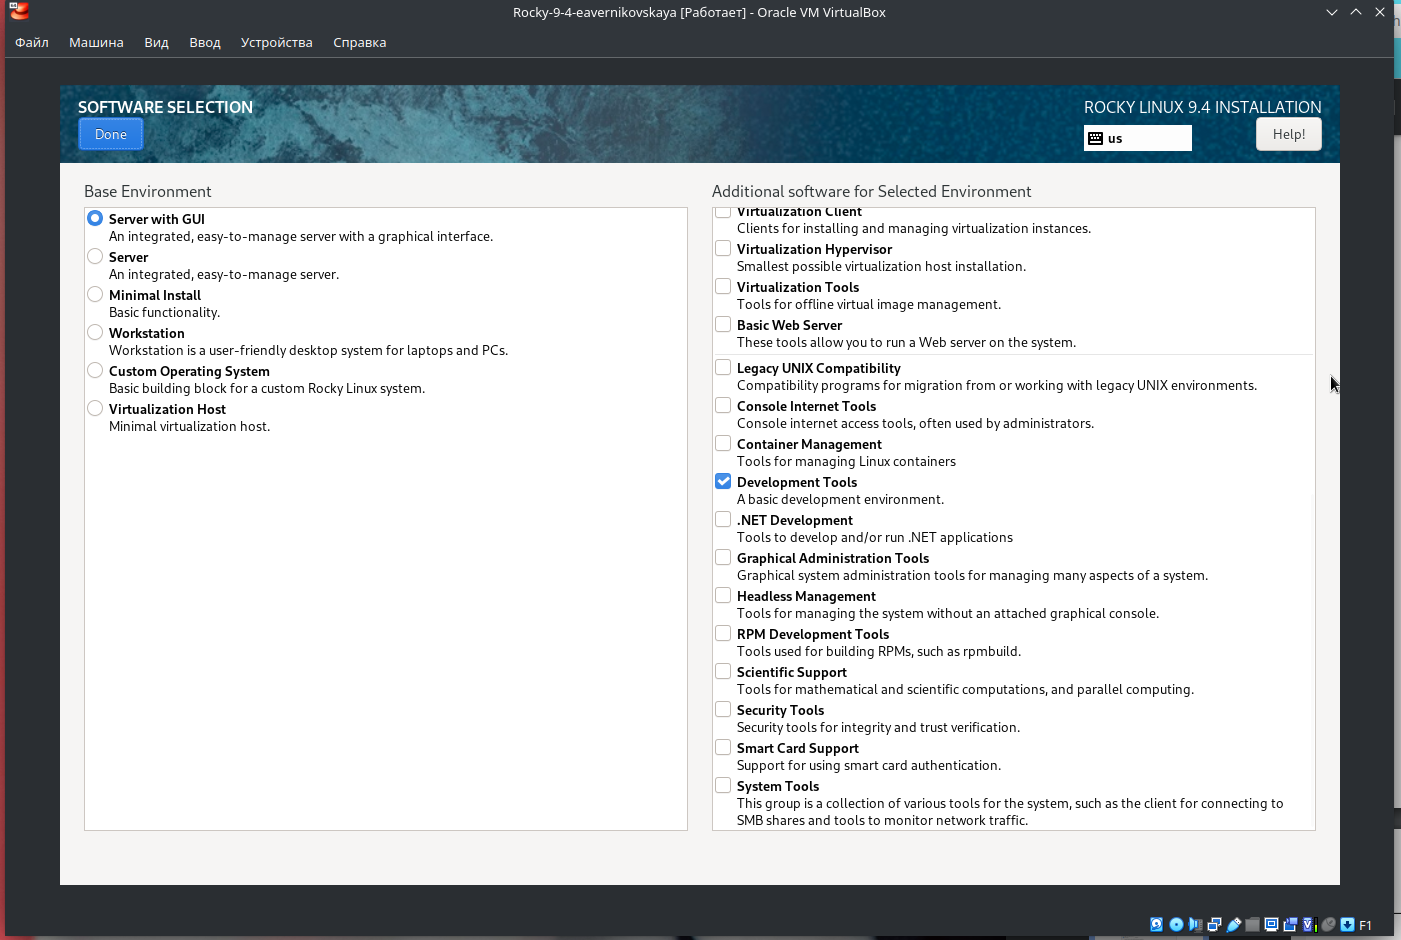 Rocky-9-4-eavernikovskaya [Работает] - Oracle VM VirtualBox
Файл Машина Вид Ввод Устройства Справка
SOFTWARE SELECTION
Done
ROCKY LINUX 9.4 INSTALLATION
us
Help!
Base Environment
Server with GUI
An integrated, easy-to-manage server with a graphical interface.
Server
An integrated, easy-to-manage server.
Minimal Install
Basic functionality.
Workstation
Workstation is a user-friendly desktop system for laptops and PCs.
Custom Operating System
Basic building block for a custom Rocky Linux system.
Virtualization Host
Minimal virtualization host.
Additional software for Selected Environment
Virtualization Client
Clients for installing and managing virtualization instances.
Virtualization Hypervisor
Smallest possible virtualization host installation.
Virtualization Tools
Tools for offline virtual image management.
Basic Web Server
These tools allow you to run a Web server on the system.
Legacy UNIX Compatibility
Compatibility programs for migration from or working with legacy UNIX environments.
Console Internet Tools
Console internet access tools, often used by administrators.
Container Management
Tools for managing Linux containers
Development Tools
A basic development environment.
.NET Development
Tools to develop and/or run .NET applications
Graphical Administration Tools
Graphical system administration tools for managing many aspects of a system.
Headless Management
Tools for managing the system without an attached graphical console.
RPM Development Tools
Tools used for building RPMs, such as rpmbuild.
Scientific Support
Tools for mathematical and scientific computations, and parallel computing.
Security Tools
Security tools for integrity and trust verification.
Smart Card Support
Support for using smart card authentication.
System Tools
This group is a collection of various tools for the system, such as the client for connecting to
SMB shares and tools to monitor network traffic.
F1